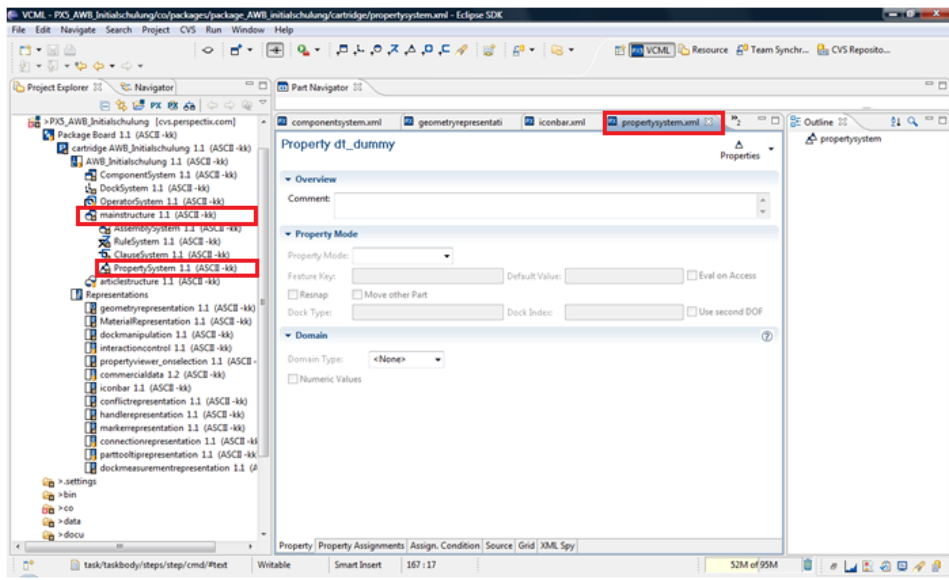 VCML - PX5_AWB_Initialschulung/co/packages/package_AWB_initialschulung/cartridge/propertysystem.xml - Eclipse SDK
File Edit Navigate Search Project CVS Run Window Help
VCML Resource Team Synchr... CVS Reposito...
Project Explorer Navigator
Part Navigator
>PX5_AWB_Initialschulung [cvs.perspectix.com]
Package Board 1.1 (ASCII -kk)
cartridge AWB_Initialschulung 1.1 (ASCII -kk)
AWB_Initialschulung 1.1 (ASCII -kk)
ComponentSystem 1.1 (ASCII -kk)
DockSystem 1.1 (ASCII -kk)
OperatorSystem 1.1 (ASCII -kk)
mainstructure 1.1 (ASCII -kk)
AssemblySystem 1.1 (ASCII -kk)
RuleSystem 1.1 (ASCII -kk)
ClauseSystem 1.1 (ASCII -kk)
PropertySystem 1.1 (ASCII -kk)
articlestructure 1.1 (ASCII -kk)
Representations
geometryrepresentation 1.1 (ASCII -kk)
MaterialRepresentation 1.1 (ASCII -kk)
dockmanipulation 1.1 (ASCII -kk)
interactioncontrol 1.1 (ASCII -kk)
propertyviewer_onselection 1.1 (ASCII -
commercialdata 1.2 (ASCII -kk)
iconbar 1.1 (ASCII -kk)
conflictrepresentation 1.1 (ASCII -kk)
handlerepresentation 1.1 (ASCII -kk)
markerrepresentation 1.1 (ASCII -kk)
connectionrepresentation 1.1 (ASCII -kk
parttooltiprepresentation 1.1 (ASCII -kk
dockmeasurementrepresentation 1.1 (A
>.settings
>bin
>co
>data
>docu
componentsystem.xml geometryrepresentati iconbar.xml propertysystem.xml »2
Property dt_dummy
Properties
Overview
Comment:
Property Mode
Property Mode:
Feature Key: Default Value: Eval on Access
Resnap Move other Part
Dock Type: Dock Index: Use second DOF
Domain
Domain Type: <None>
Numeric Values
Property Property Assignments Assign. Condition Source Grid XML Spy
Outline
propertysystem
task/taskbody/steps/step/cmd/#text Writable Smart Insert 167 : 17 52M of 95M